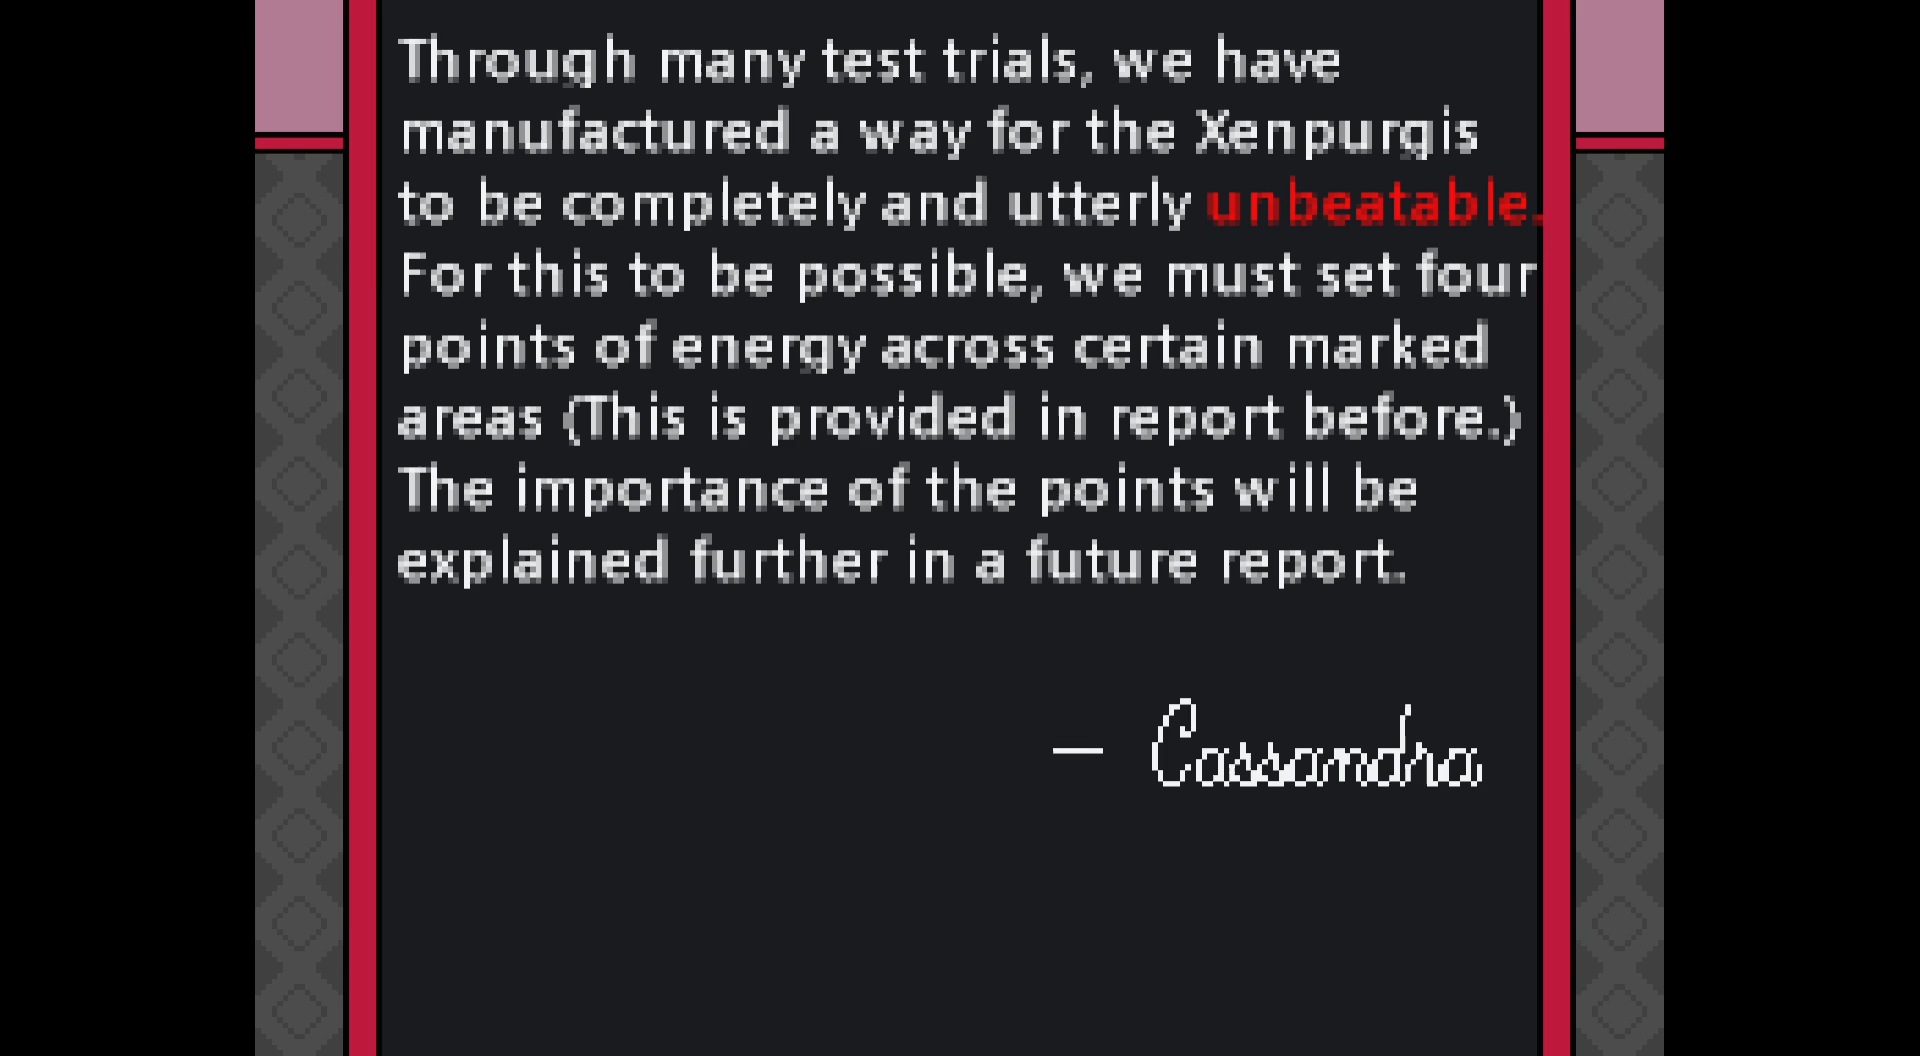 Through many test trials, we have
manufactured a way for the Xenpurgis
to be completely and utterly unbeatable.
For this to be possible, we must set four
points of energy across certain marked
areas (This is provided in report before.)
The importance of the points will be
explained further in a future report.
— Cassandra